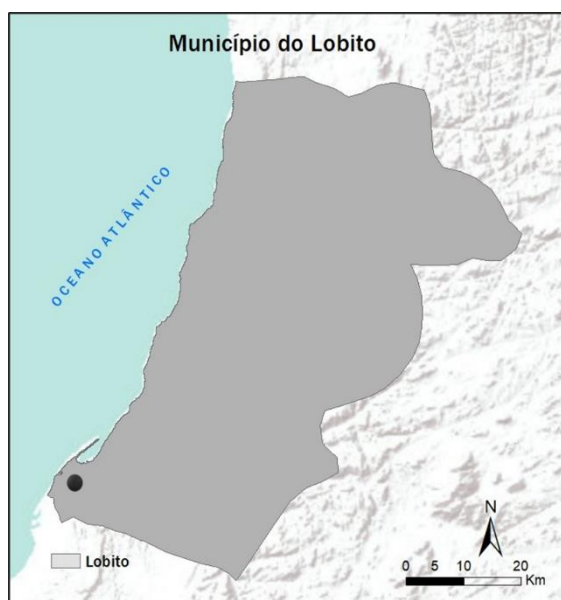 Município do Lobito
OCEANO ATLÂNTICO
N
Lobito
0 5 10 20
Km